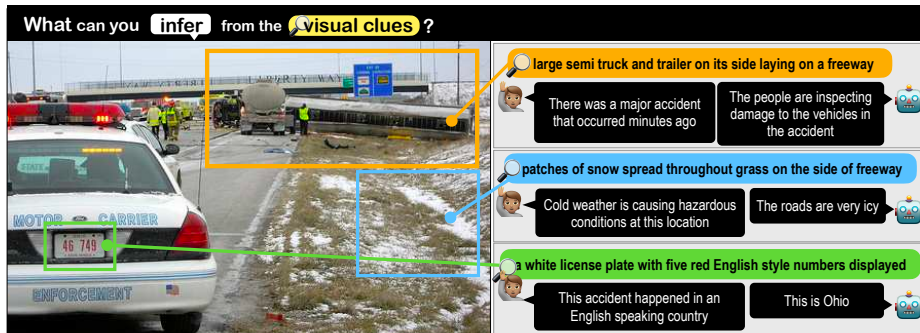 What can you infer from the visual clues ?
large semi truck and trailer on its side laying on a freeway
There was a major accident
that occurred minutes ago
The people are inspecting
damage to the vehicles in
the accident
patches of snow spread throughout grass on the side of freeway
Cold weather is causing hazardous
conditions at this location
The roads are very icy
a white license plate with five red English style numbers displayed
This accident happened in an
English speaking country
This is Ohio
LIBERTY WAY
STATE
MOTOR CARRIER
46 749
ENFORCEMENT